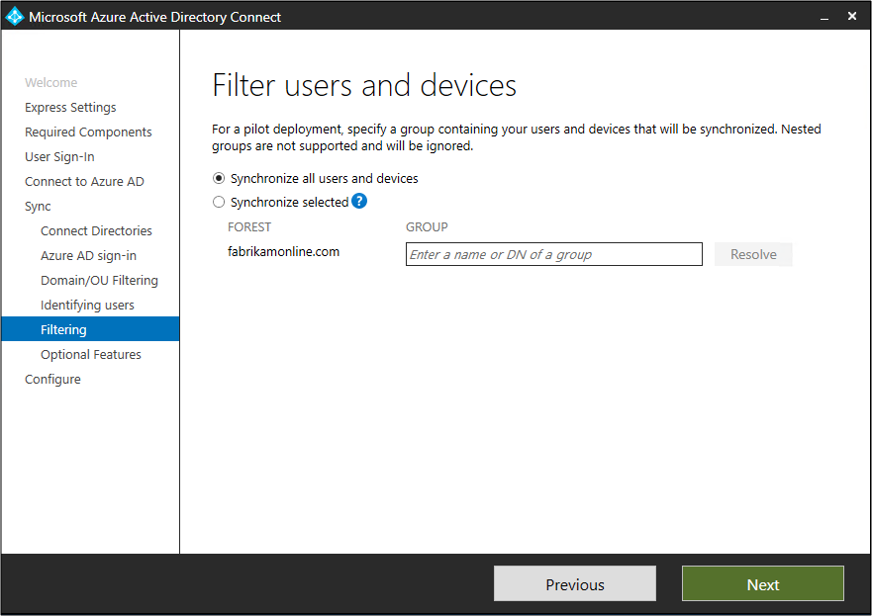 Microsoft Azure Active Directory Connect
Welcome
Express Settings
Required Components
User Sign-In
Connect to Azure AD
Sync
Connect Directories
Azure AD sign-in
Domain/OU Filtering
Identifying users
Filtering
Optional Features
Configure
Filter users and devices
For a pilot deployment, specify a group containing your users and devices that will be synchronized. Nested
groups are not supported and will be ignored.
Synchronize all users and devices
Synchronize selected ?
FOREST GROUP
fabrikamonline.com Enter a name or DN of a group Resolve
Previous Next